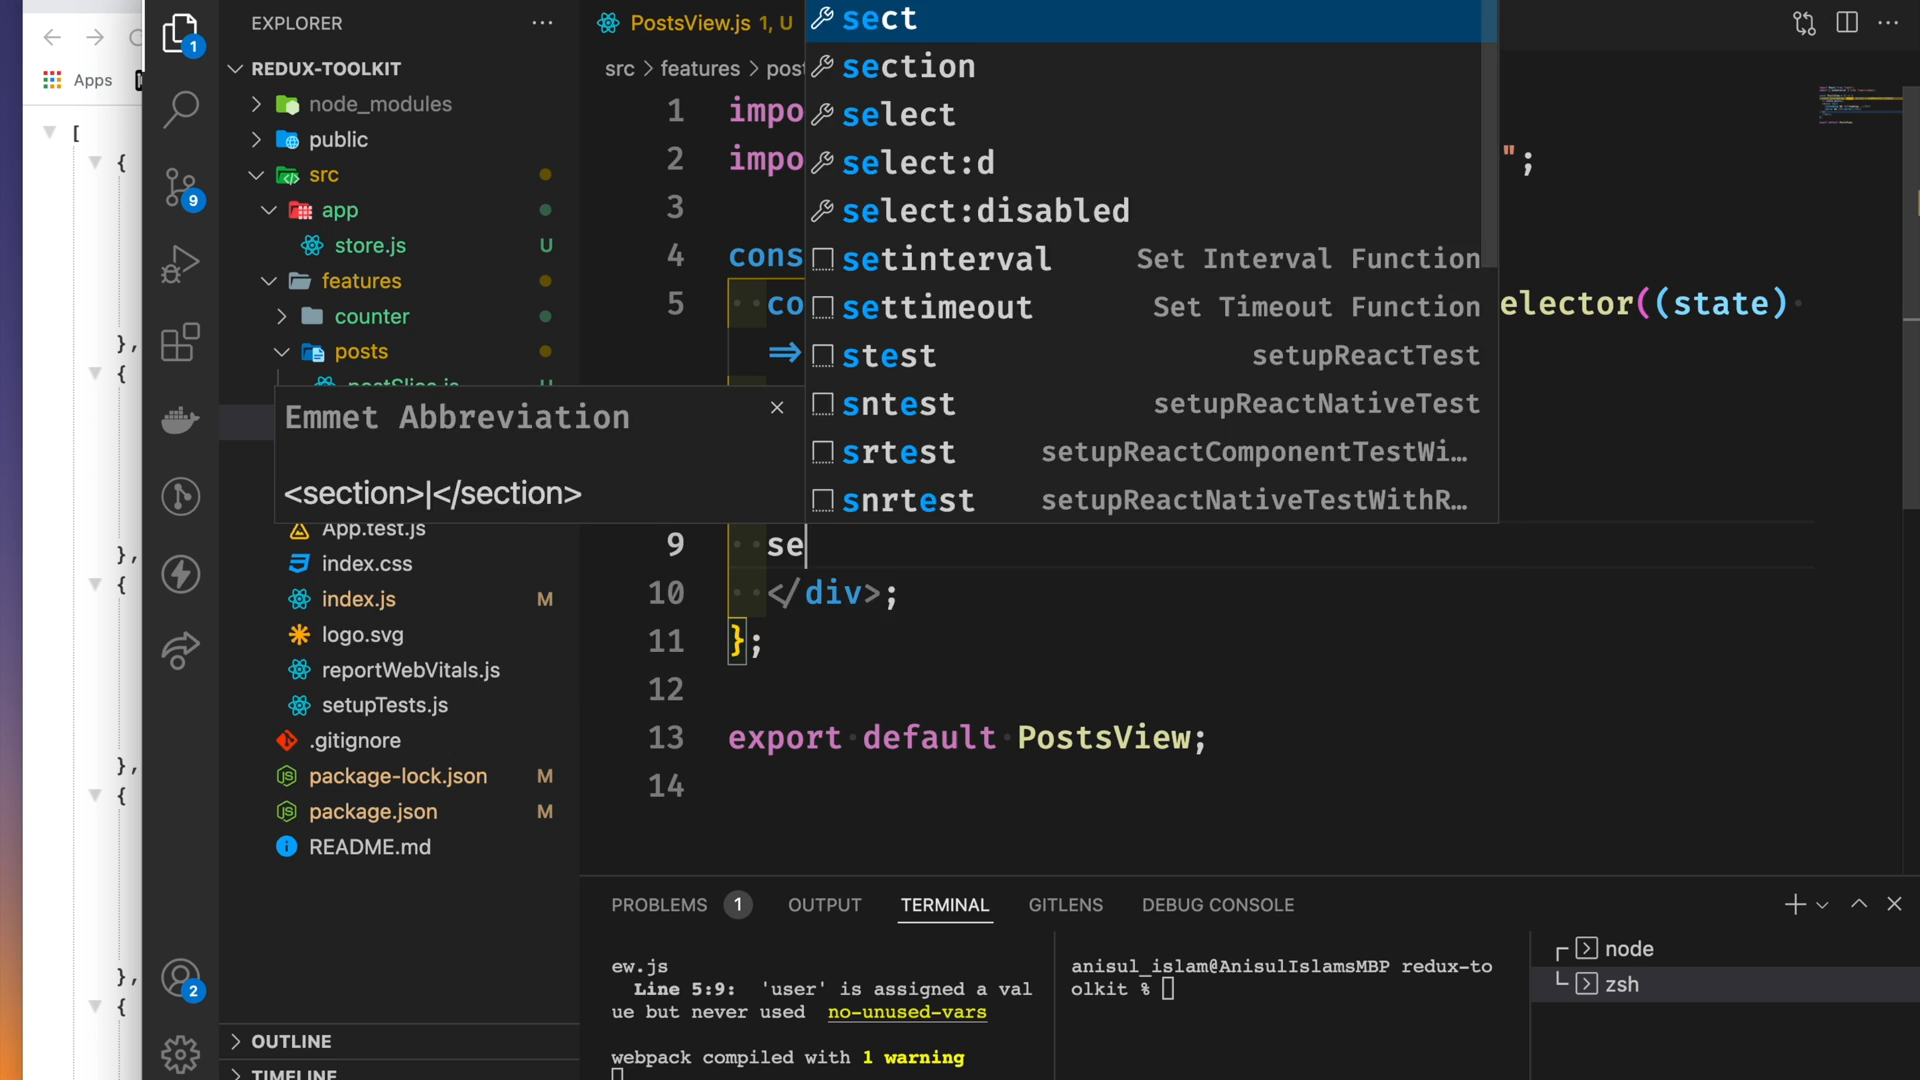 Apps
[
{
},
{
},
{
},
{
},
{
1
9
2
EXPLORER
REDUX-TOOLKIT
node_modules
public
src
app
store.js U
features
counter
posts
postSlice.js U
Emmet Abbreviation
<section>|</section>
App.test.js
index.css
index.js M
logo.svg
reportWebVitals.js
setupTests.js
.gitignore
package-lock.json M
package.json M
README.md
OUTLINE
TIMELINE
PostsView.js 1, U
src > features > post
1 impo
2 impo ";
3
4 cons
5 co elector((state)
=>
9 se
10 </div>;
11 };
12
13 export default PostsView;
14
sect
section
select
select:d
select:disabled
setinterval Set Interval Function
settimeout Set Timeout Function
stest setupReactTest
sntest setupReactNativeTest
srtest setupReactComponentTestWi…
snrtest setupReactNativeTestWithR…
PROBLEMS 1 OUTPUT TERMINAL GITLENS DEBUG CONSOLE
ew.js
Line 5:9: 'user' is assigned a val
ue but never used no-unused-vars
webpack compiled with 1 warning
anisul_islam@AnisulIslamsMBP redux-to
olkit %
node
zsh